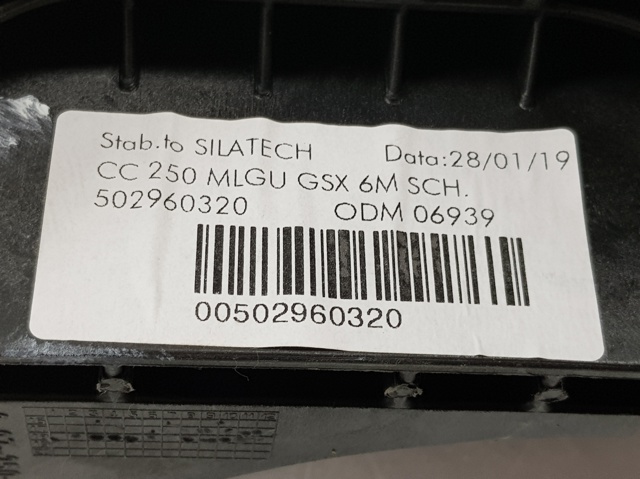 Stab.to SILATECH Data:28/01/19
CC 250 MLGU GSX 6M SCH.
502960320 ODM 06939
00502960320